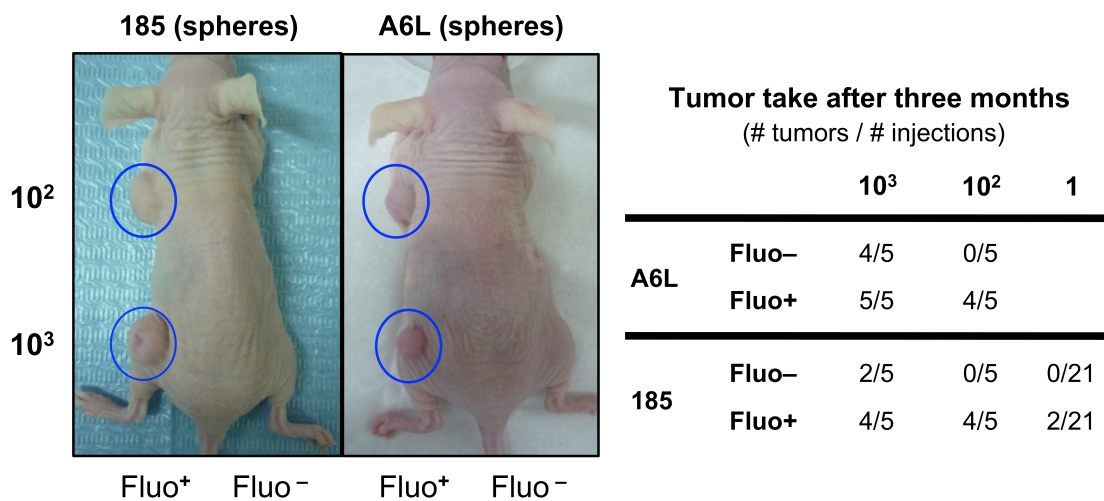 185 (spheres)
A6L (spheres)
10²
10³
Fluo⁺
Fluo⁻
Fluo⁺
Fluo⁻
Tumor take after three months
(# tumors / # injections)
10³ 10² 1
A6L
Fluo– 4/5 0/5
Fluo+ 5/5 4/5
185
Fluo– 2/5 0/5 0/21
Fluo+ 4/5 4/5 2/21